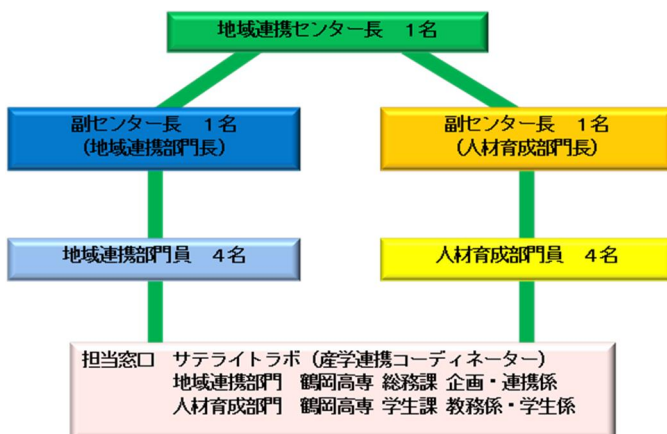 地域連携センター長　1名
副センター長　1名
(地域連携部門長)
副センター長　1名
(人材育成部門長)
地域連携部門員　4名
人材育成部門員　4名
担当窓口　サテライトラボ（産学連携コーディネーター）
地域連携部門　鶴岡高専 総務課 企画・連携係
人材育成部門　鶴岡高専 学生課 教務係・学生係